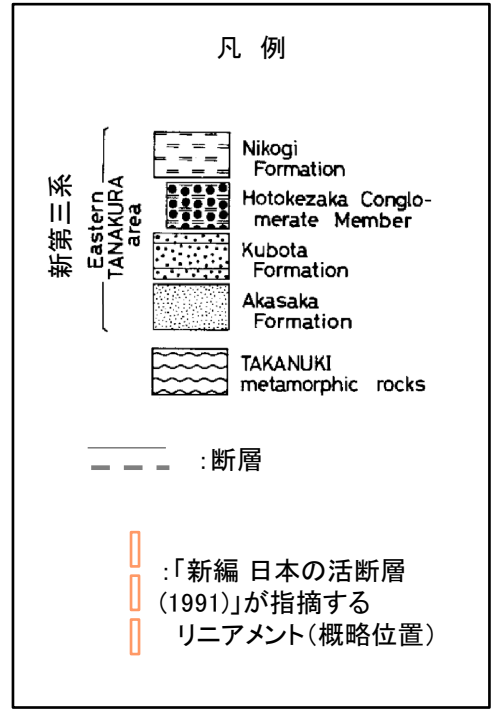 凡 例
新第三系
Eastern
TANAKURA
area
Nikogi
Formation
Hotokezaka Conglo-
merate Member
Kubota
Formation
Akasaka
Formation
TAKANUKI
metamorphic rocks
:断層
:「新編 日本の活断層
(1991)」が指摘する
リニアメント(概略位置)